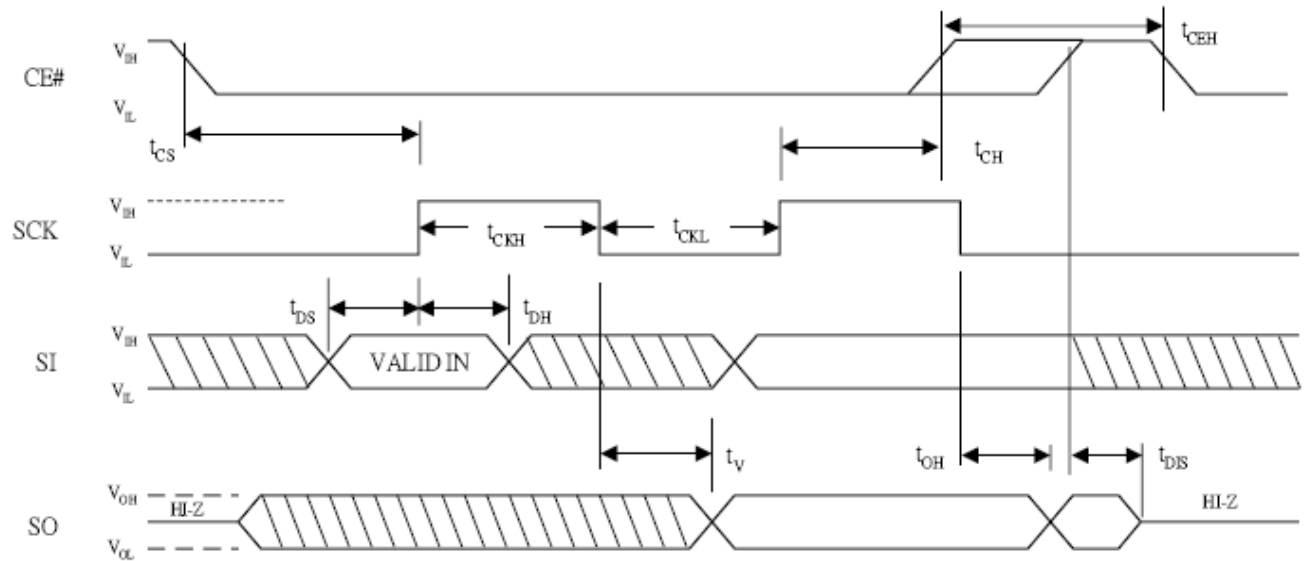 V_IH
t_CEH
CE#
V_IL
t_CS
t_CH
V_IH
SCK
t_CKH
t_CKL
V_IL
t_DS
t_DH
V_IH
SI
VALID IN
V_IL
t_V
t_OH
t_DIS
V_OH
HI-Z
HI-Z
SO
V_OL